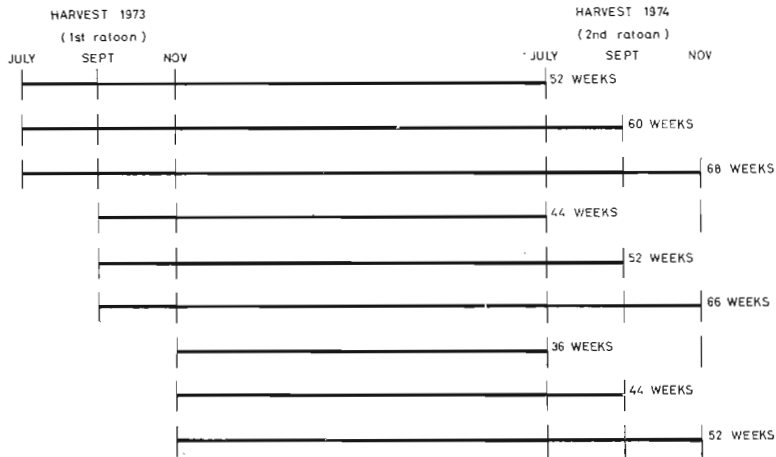 HARVEST 1973
(1st ratoon)
JULY SEPT NOV
HARVEST 1974
(2nd ratoon)
JULY SEPT NOV
52 WEEKS
60 WEEKS
68 WEEKS
44 WEEKS
52 WEEKS
66 WEEKS
36 WEEKS
44 WEEKS
52 WEEKS